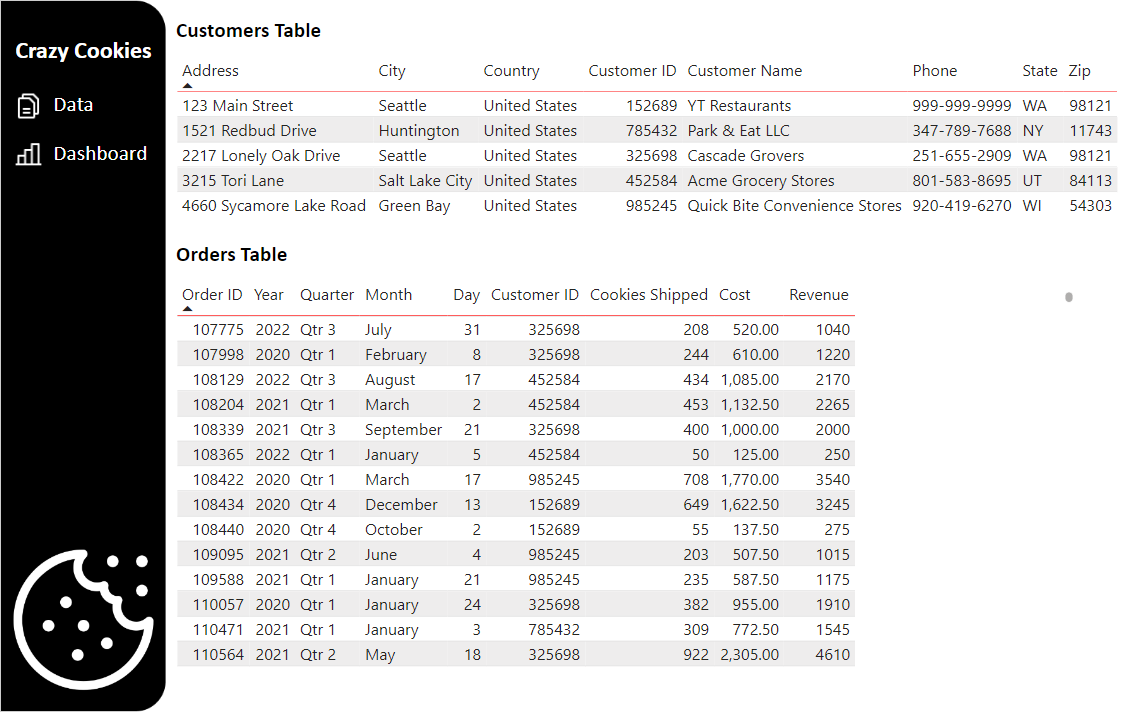 Crazy Cookies
Data
Dashboard
Customers Table
Address City Country Customer ID Customer Name Phone State Zip
123 Main Street Seattle United States 152689 YT Restaurants 999-999-9999 WA 98121
1521 Redbud Drive Huntington United States 785432 Park & Eat LLC 347-789-7688 NY 11743
2217 Lonely Oak Drive Seattle United States 325698 Cascade Grovers 251-655-2909 WA 98121
3215 Tori Lane Salt Lake City United States 452584 Acme Grocery Stores 801-583-8695 UT 84113
4660 Sycamore Lake Road Green Bay United States 985245 Quick Bite Convenience Stores 920-419-6270 WI 54303
Orders Table
Order ID Year Quarter Month Day Customer ID Cookies Shipped Cost Revenue
107775 2022 Qtr 3 July 31 325698 208 520.00 1040
107998 2020 Qtr 1 February 8 325698 244 610.00 1220
108129 2022 Qtr 3 August 17 452584 434 1,085.00 2170
108204 2021 Qtr 1 March 2 452584 453 1,132.50 2265
108339 2021 Qtr 3 September 21 325698 400 1,000.00 2000
108365 2022 Qtr 1 January 5 452584 50 125.00 250
108422 2020 Qtr 1 March 17 985245 708 1,770.00 3540
108434 2020 Qtr 4 December 13 152689 649 1,622.50 3245
108440 2020 Qtr 4 October 2 152689 55 137.50 275
109095 2021 Qtr 2 June 4 985245 203 507.50 1015
109588 2021 Qtr 1 January 21 985245 235 587.50 1175
110057 2020 Qtr 1 January 24 325698 382 955.00 1910
110471 2021 Qtr 1 January 3 785432 309 772.50 1545
110564 2021 Qtr 2 May 18 325698 922 2,305.00 4610